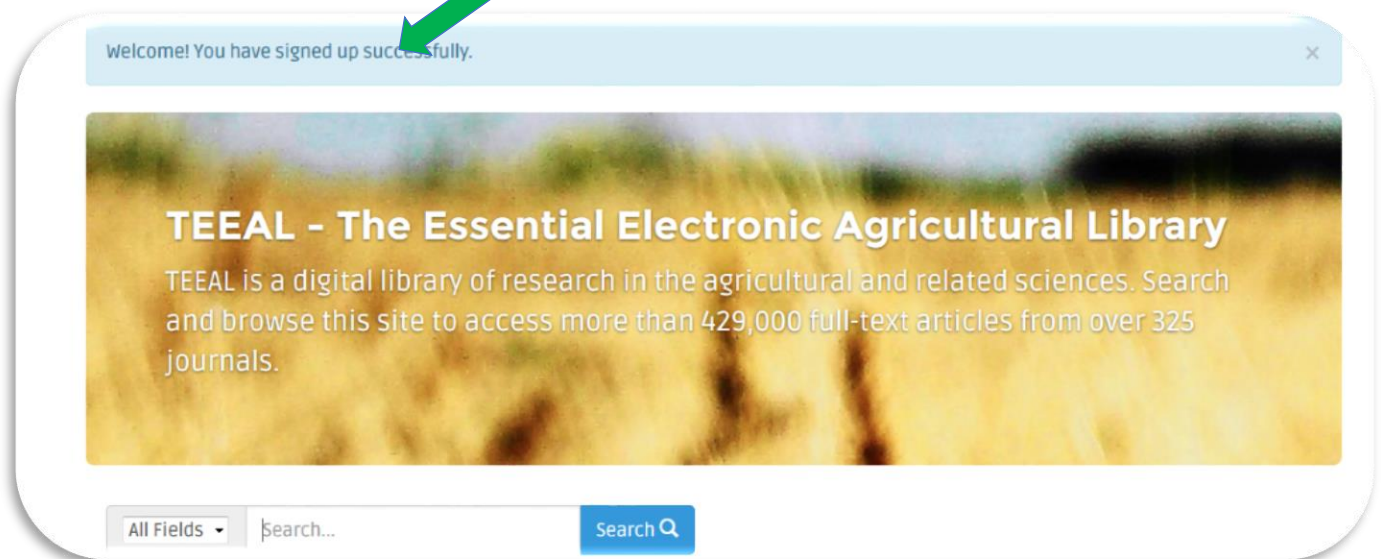 Welcome! You have signed up successfully.
×
TEEAL - The Essential Electronic Agricultural Library
TEEAL is a digital library of research in the agricultural and related sciences. Search
and browse this site to access more than 429,000 full-text articles from over 325
journals.
All Fields Search... Search